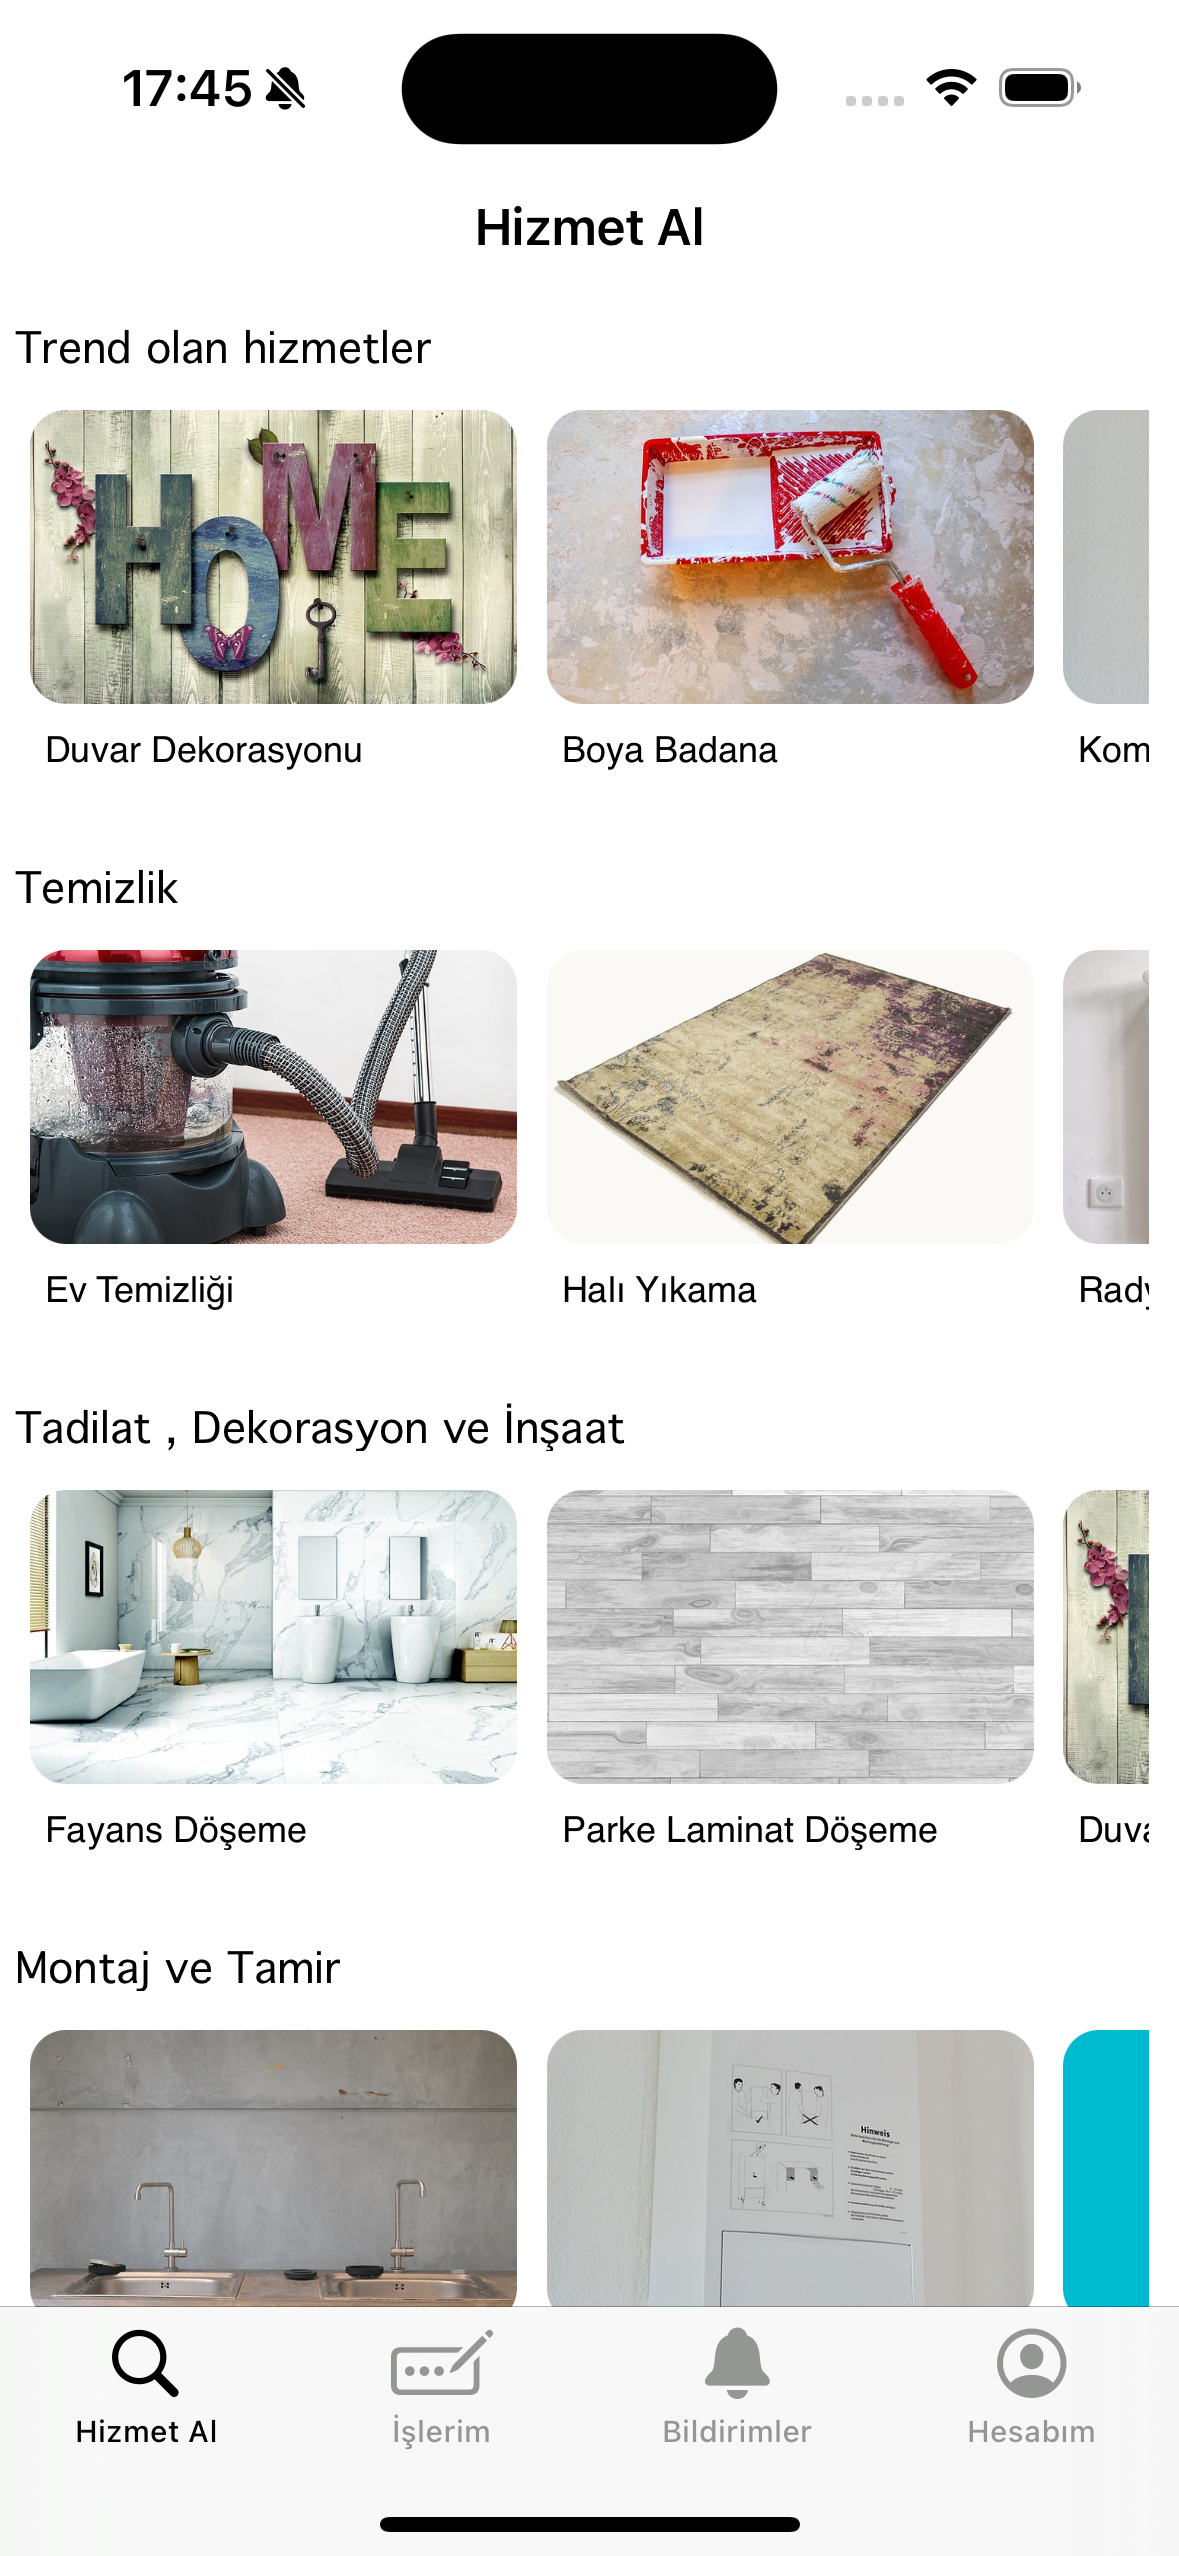 17:45
Hizmet Al
Trend olan hizmetler
HOME
Duvar Dekorasyonu
Boya Badana
Kom
Temizlik
Ev Temizliği
Halı Yıkama
Rad
Tadilat , Dekorasyon ve İnşaat
Fayans Döşeme
Parke Laminat Döşeme
Duva
Montaj ve Tamir
Hinweis
Hizmet Al
İşlerim
Bildirimler
Hesabım